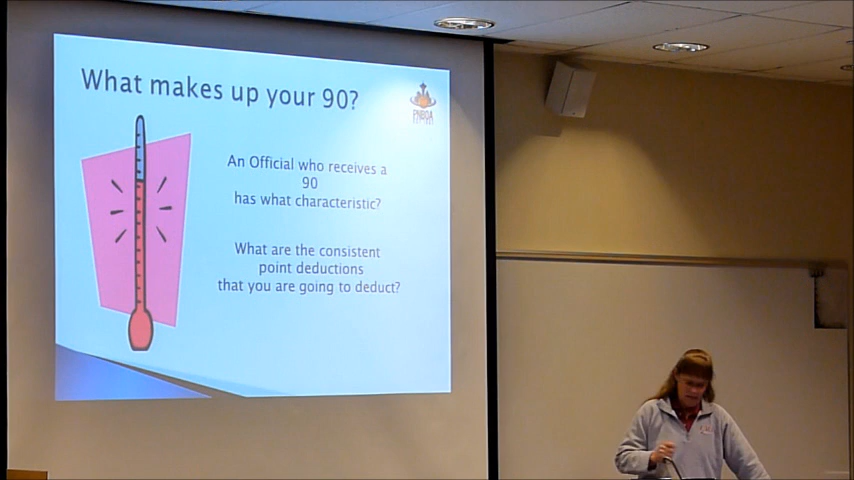 What makes up your 90?
PNBOA
An Official who receives a
90
has what characteristic?
What are the consistent
point deductions
that you are going to deduct?